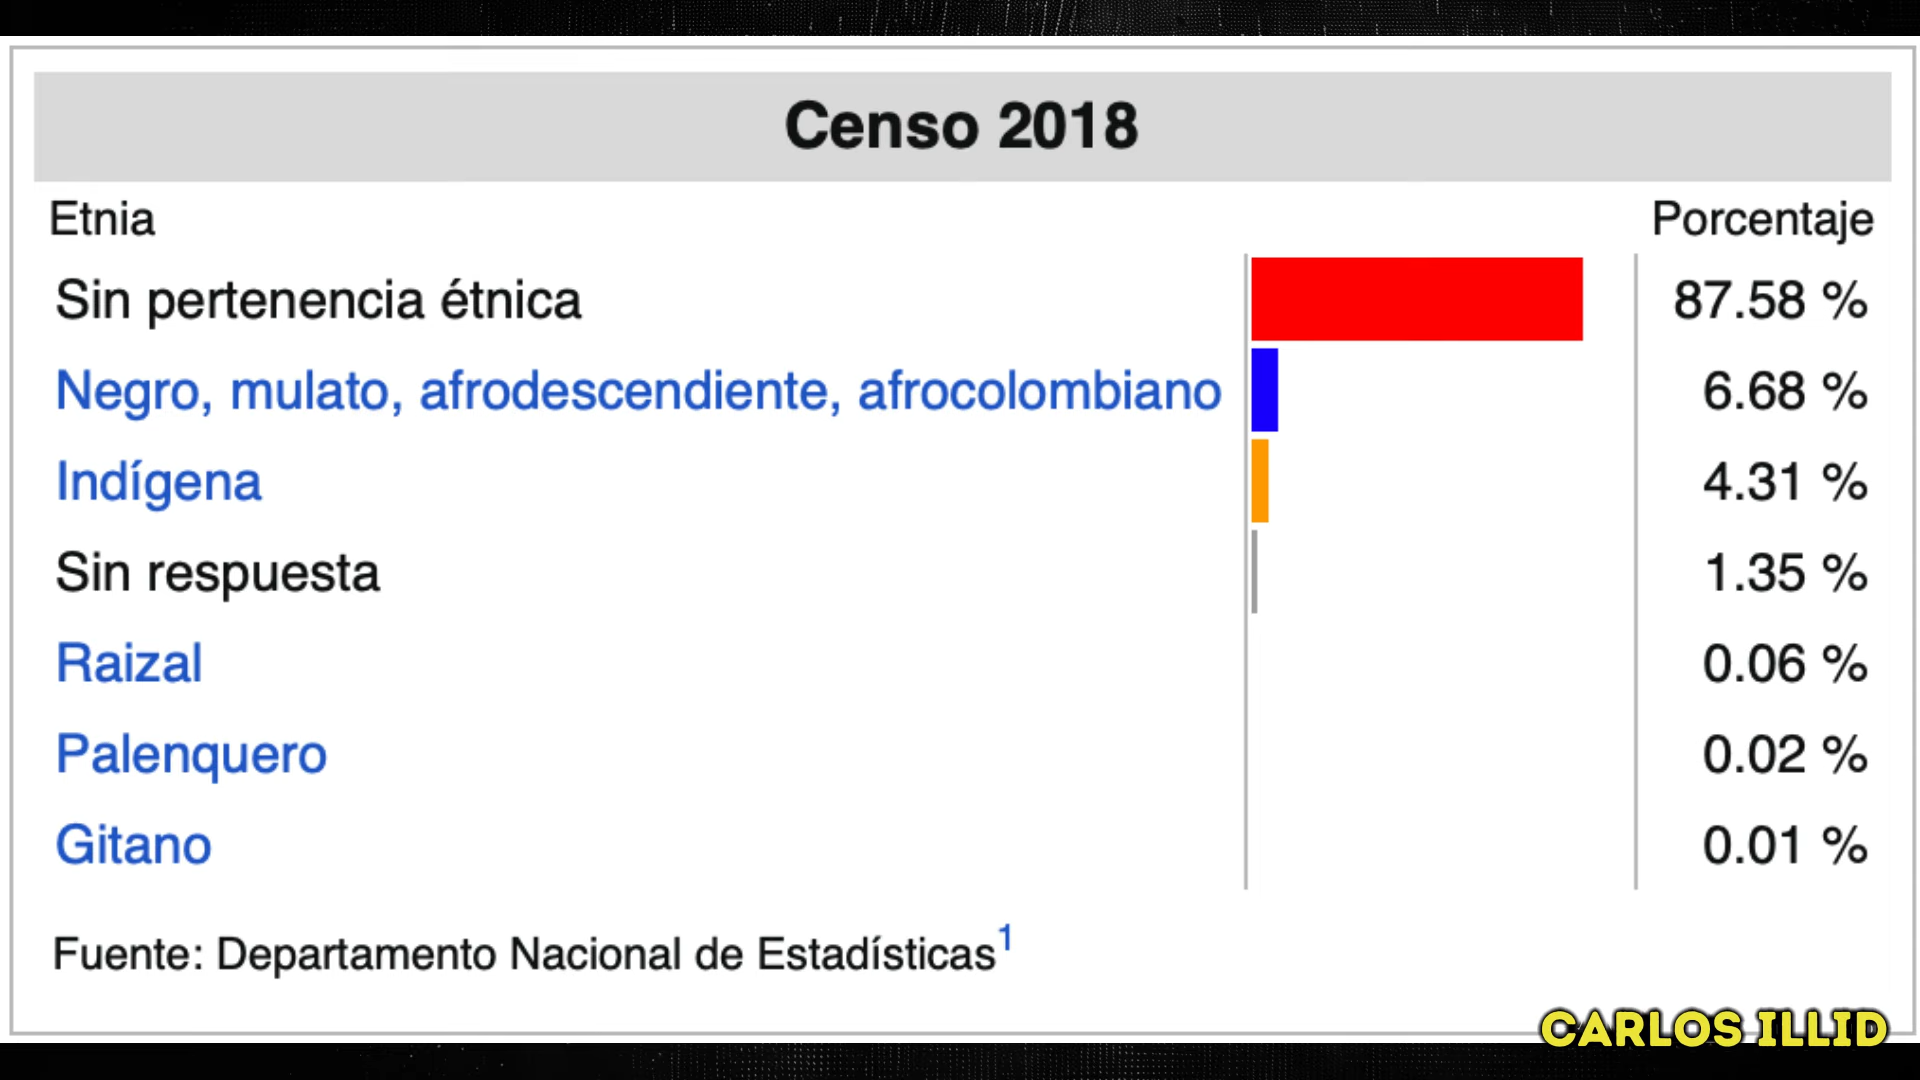 Censo 2018
Etnia Porcentaje
Sin pertenencia étnica 87.58 %
Negro, mulato, afrodescendiente, afrocolombiano 6.68 %
Indígena 4.31 %
Sin respuesta 1.35 %
Raizal 0.06 %
Palenquero 0.02 %
Gitano 0.01 %
Fuente: Departamento Nacional de Estadísticas1
CARLOS ILLID